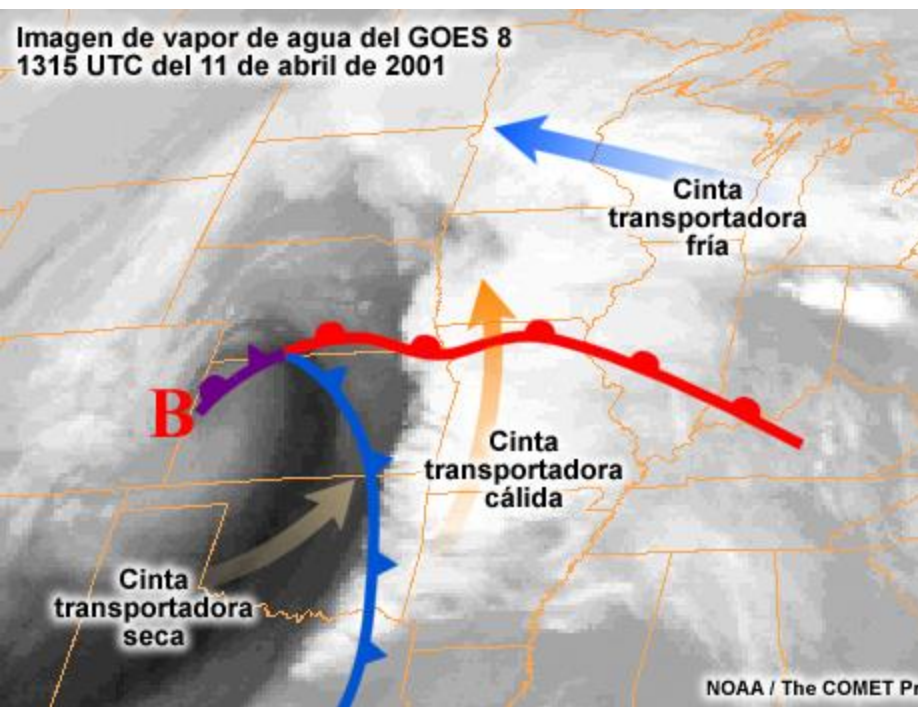 Imagen de vapor de agua del GOES 8
1315 UTC del 11 de abril de 2001
Cinta
transportadora
fría
B
Cinta
transportadora
cálida
Cinta
transportadora
seca
NOAA / The COMET Pr